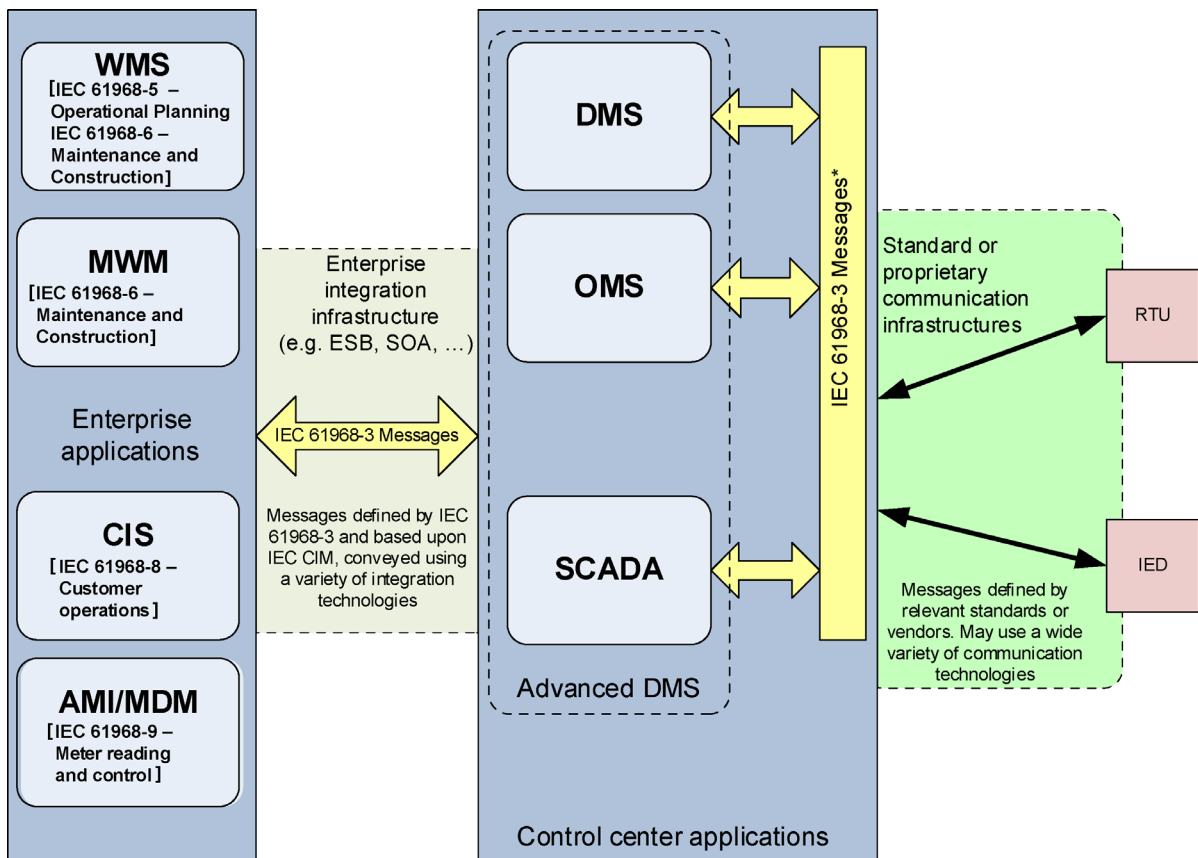 WMS
[IEC 61968-5 –
Operational Planning
IEC 61968-6 –
Maintenance and
Construction]
MWM
[IEC 61968-6 –
Maintenance and
Construction]
Enterprise
applications
CIS
[IEC 61968-8 –
Customer
operations]
AMI/MDM
[IEC 61968-9 –
Meter reading
and control]
Enterprise
integration
infrastructure
(e.g. ESB, SOA, …)
IEC 61968-3 Messages
Messages defined by IEC
61968-3 and based upon
IEC CIM, conveyed using
a variety of integration
technologies
DMS
OMS
SCADA
Advanced DMS
Control center applications
IEC 61968-3 Messages*
Standard or
proprietary
communication
infrastructures
RTU
IED
Messages defined by
relevant standards or
vendors. May use a wide
variety of communication
technologies